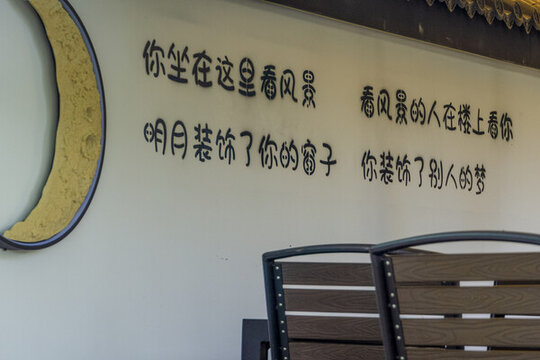 你坐在这里看风景
看风景的人在楼上看你
明月装饰了你的窗子
你装饰了别人的梦